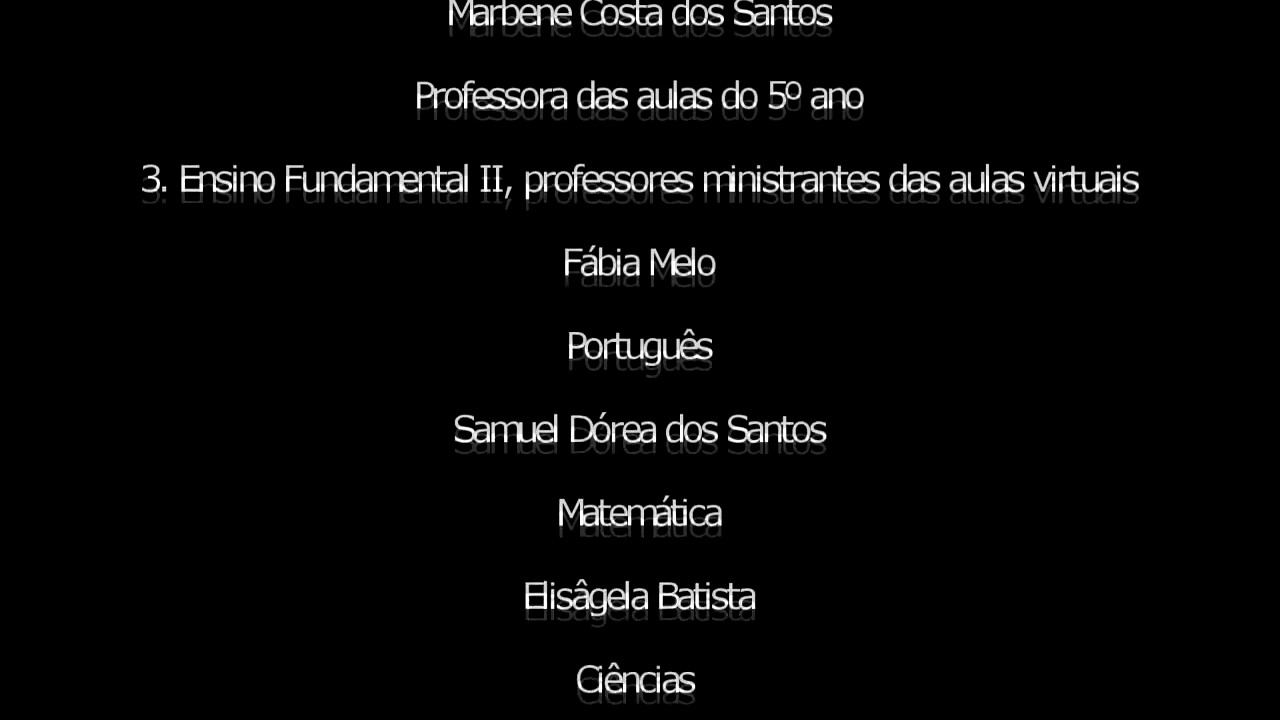 Marbene Costa dos Santos
Professora das aulas do 5º ano
3. Ensino Fundamental II, professores ministrantes das aulas virtuais
Fábia Melo
Português
Samuel Dórea dos Santos
Matemática
Elisâgela Batista
Ciências